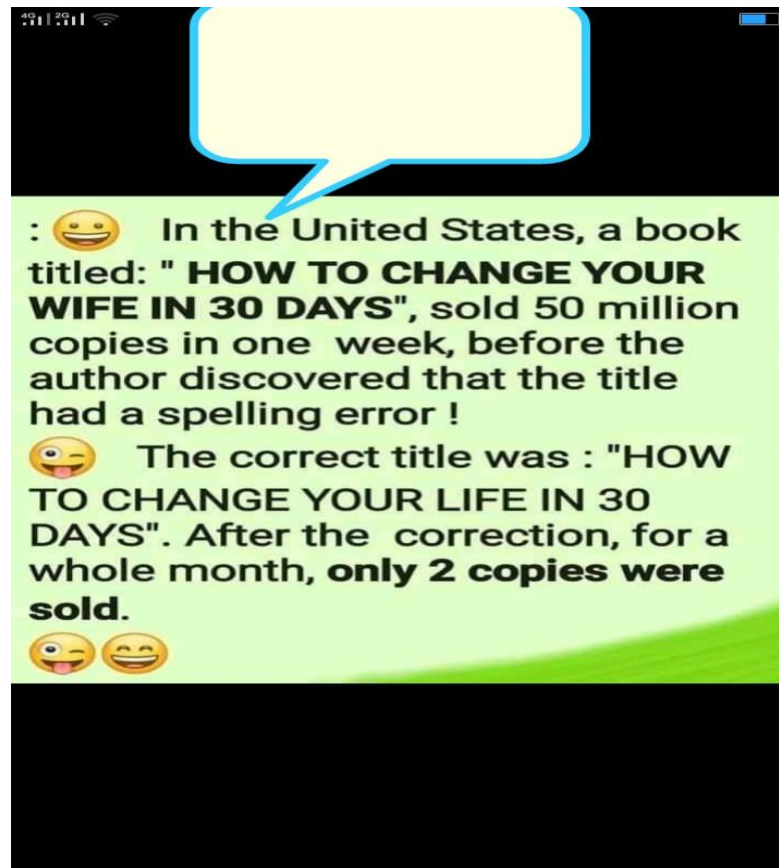 4G 2G
: 😀 In the United States, a book
titled: " HOW TO CHANGE YOUR
WIFE IN 30 DAYS", sold 50 million
copies in one week, before the
author discovered that the title
had a spelling error !
😜 The correct title was : "HOW
TO CHANGE YOUR LIFE IN 30
DAYS". After the correction, for a
whole month, only 2 copies were
sold.
😜😄